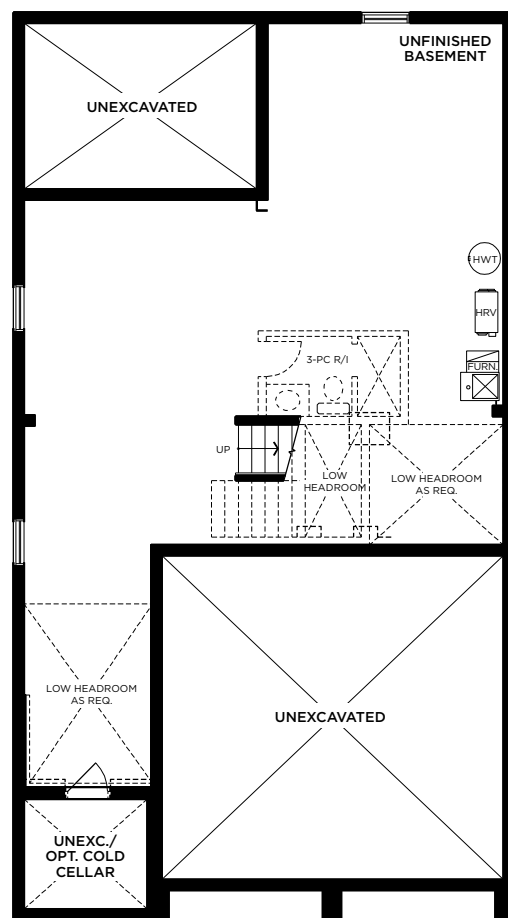 UNFINISHED
BASEMENT
UNEXCAVATED
HWT
HRV
3-PC R/I
FURN.
UP
LOW
HEADROOM
LOW HEADROOM
AS REQ.
LOW HEADROOM
AS REQ.
UNEXCAVATED
UNEXC./
OPT. COLD
CELLAR